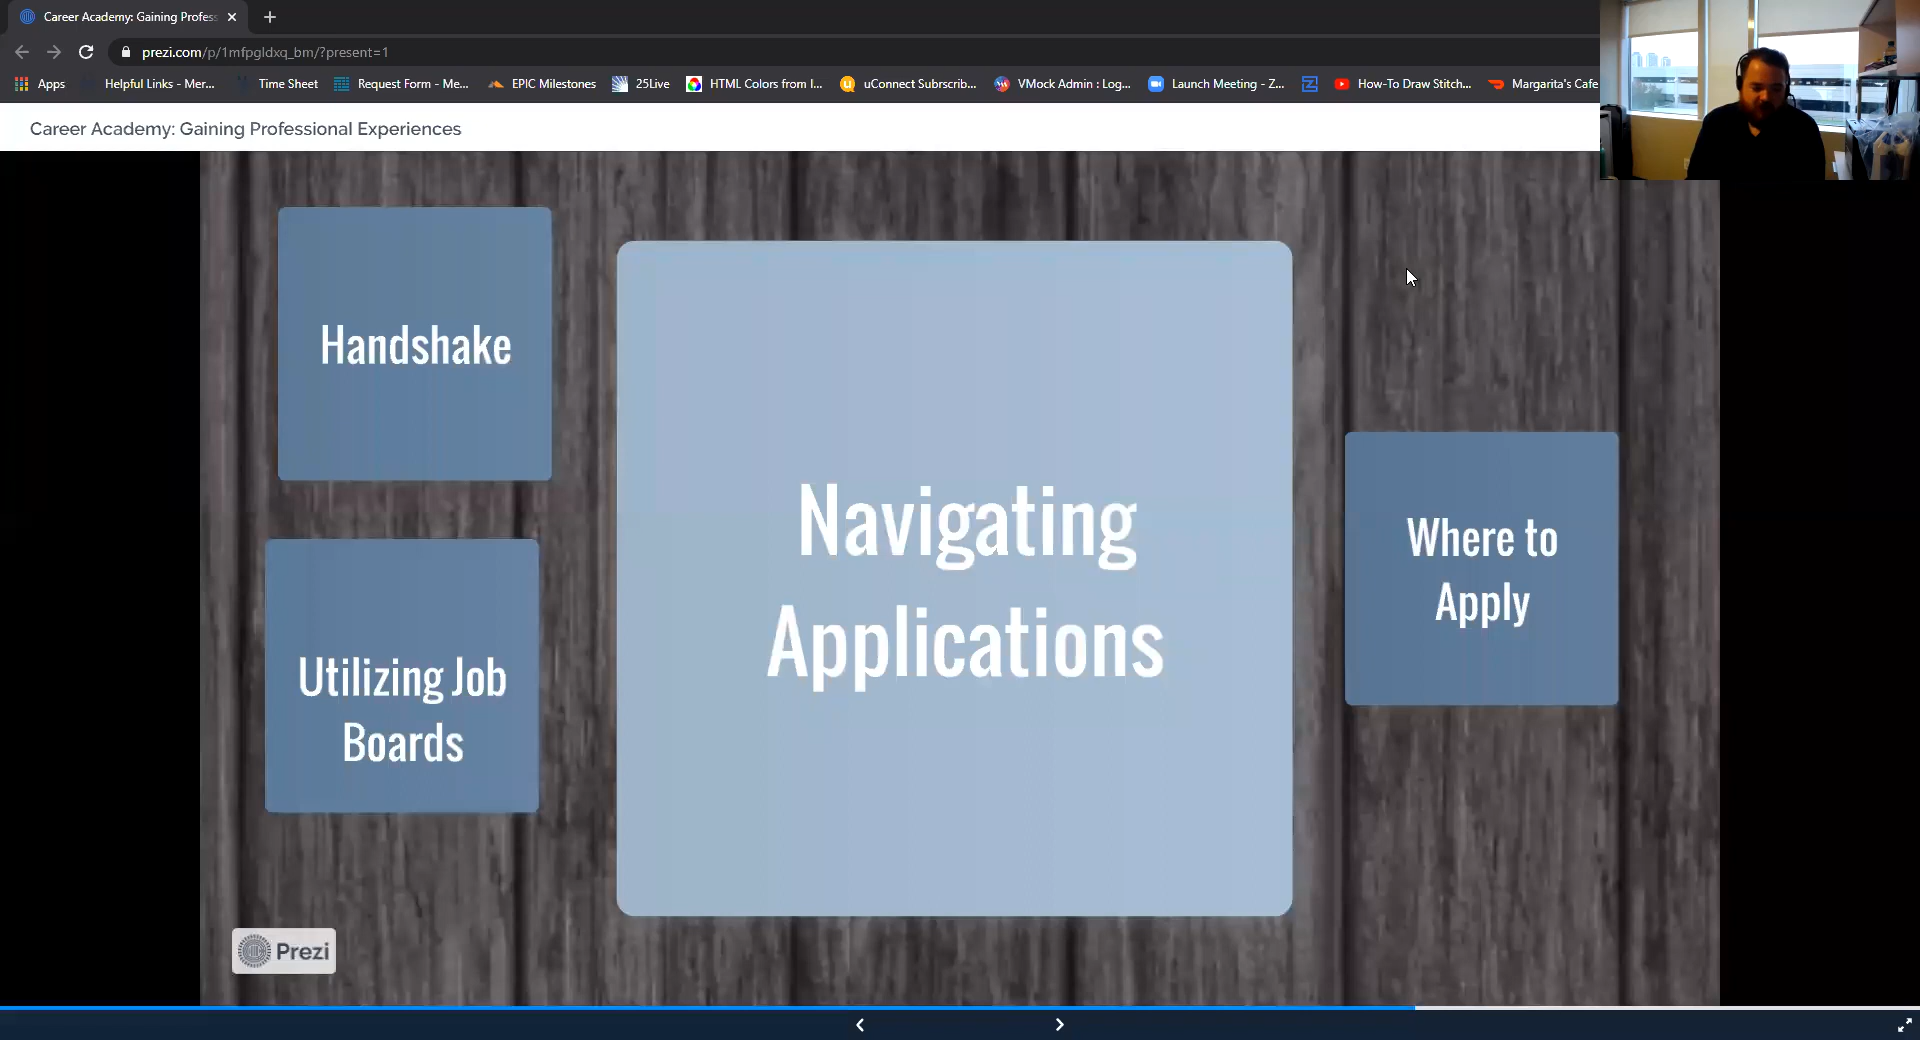 Career Academy: Gaining Profess
prezi.com/p/1mfpgldxq_bm/?present=1
Apps
Helpful Links - Mer...
Time Sheet
Request Form - Me...
EPIC Milestones
25Live
HTML Colors from I...
uConnect Subscrib...
VMock Admin : Log...
Launch Meeting - Z...
How-To Draw Stitch...
Margarita's Cafe
Career Academy: Gaining Professional Experiences
Handshake
Utilizing Job
Boards
Navigating
Applications
Where to
Apply
Prezi